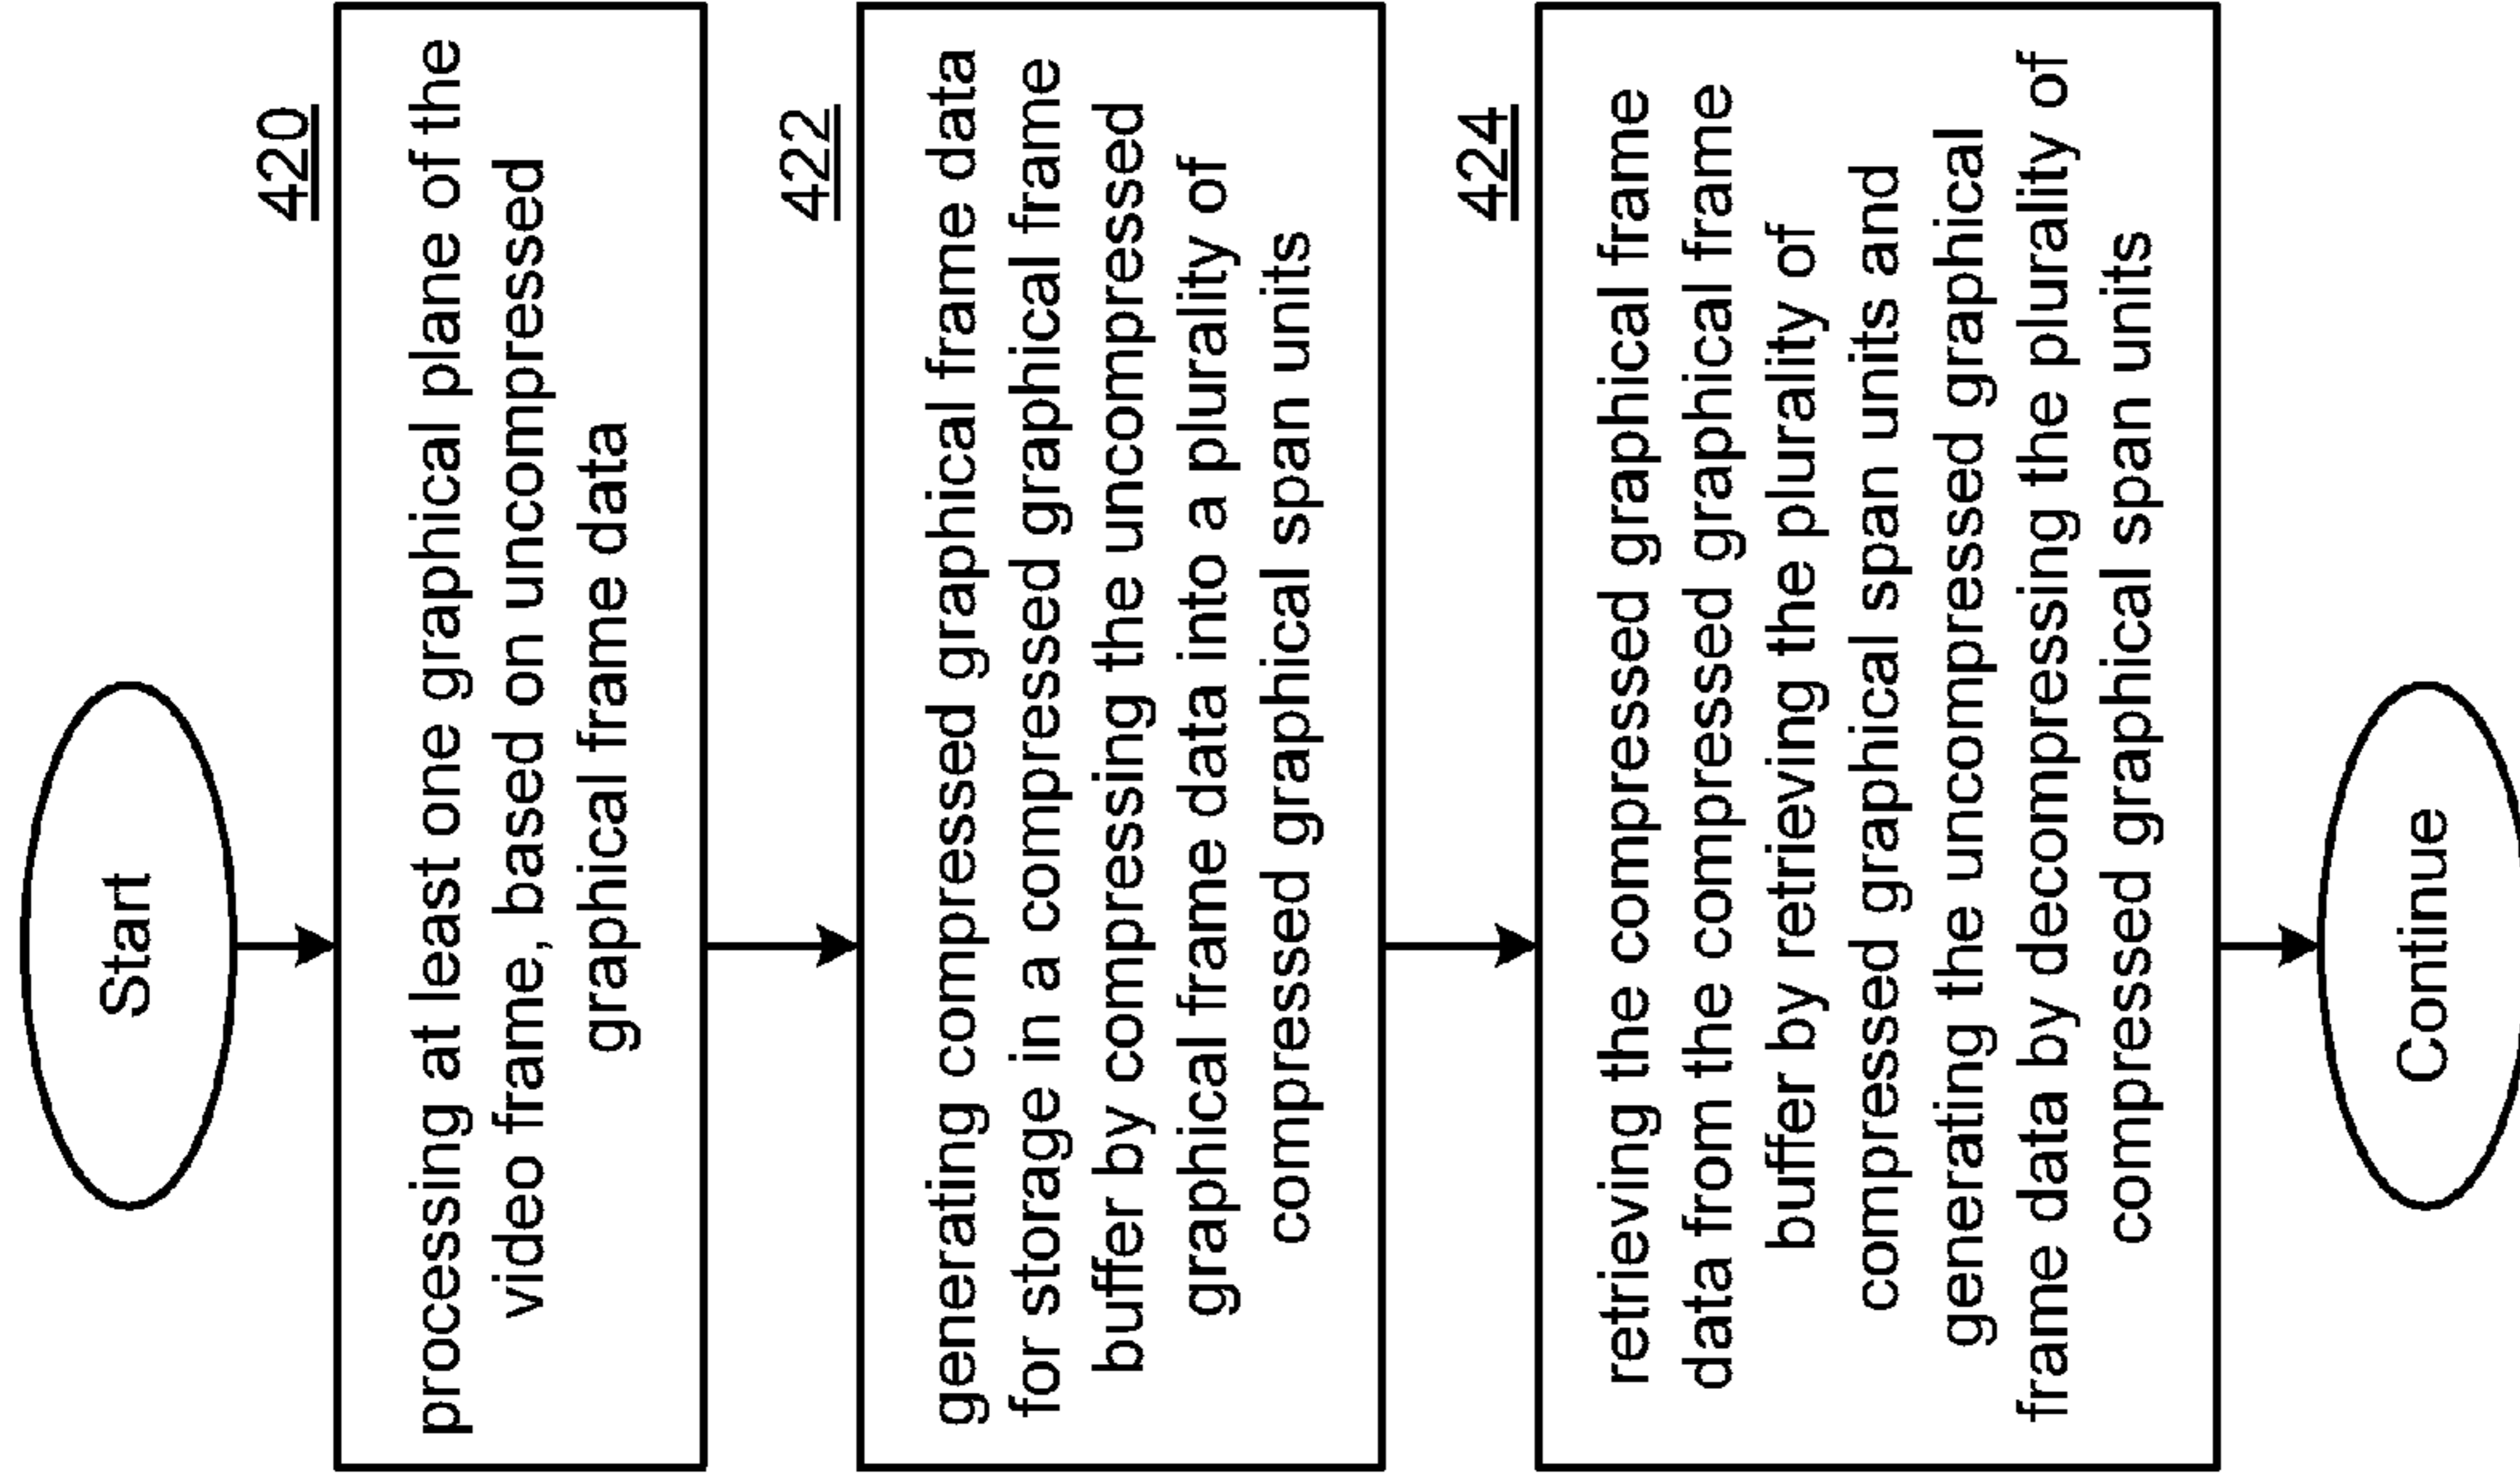 Start
420
processing at least one graphical plane of the
video frame, based on uncompressed
graphical frame data
422
generating compressed graphical frame data
for storage in a compressed graphical frame
buffer by compressing the uncompressed
graphical frame data into a plurality of
compressed graphical span units
424
retrieving the compressed graphical frame
data from the compressed graphical frame
buffer by retrieving the plurality of
compressed graphical span units and
generating the uncompressed graphical
frame data by decompressing the plurality of
compressed graphical span units
Continue